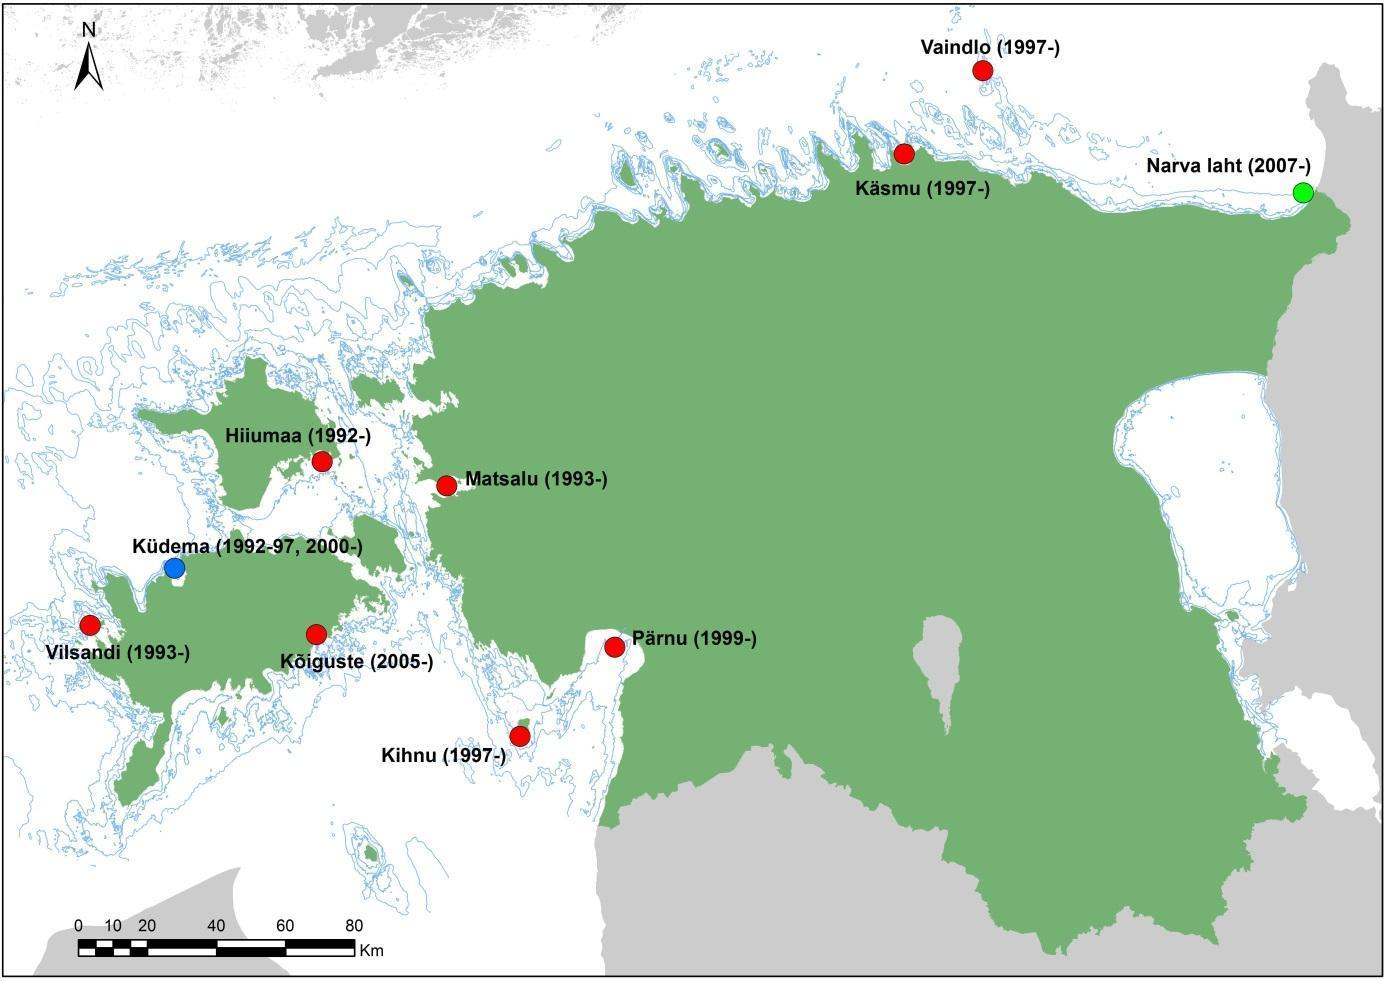 N
Vaindlo (1997-)
Narva laht (2007-)
Käsmu (1997-)
Hiiumaa (1992-)
Matsalu (1993-)
Küdema (1992-97, 2000-)
Pärnu (1999-)
Vilsandi (1993-)
Kõiguste (2005-)
Kihnu (1997-)
0 10 20 40 60 80
Km